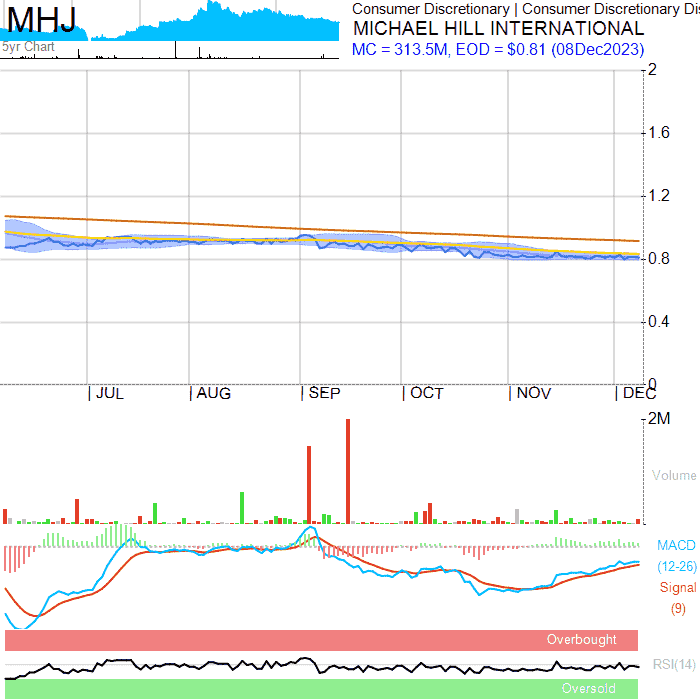 MHJ
5yr Chart
Consumer Discretionary | Consumer Discretionary Dis
MICHAEL HILL INTERNATIONAL
MC = 313.5M, EOD = $0.81 (08Dec2023)
2
1.6
1.2
0.8
0.4
0
JUL AUG SEP OCT NOV DEC
2M
Volume
MACD
(12-26)
Signal
(9)
Overbought
RSI(14)
Oversold